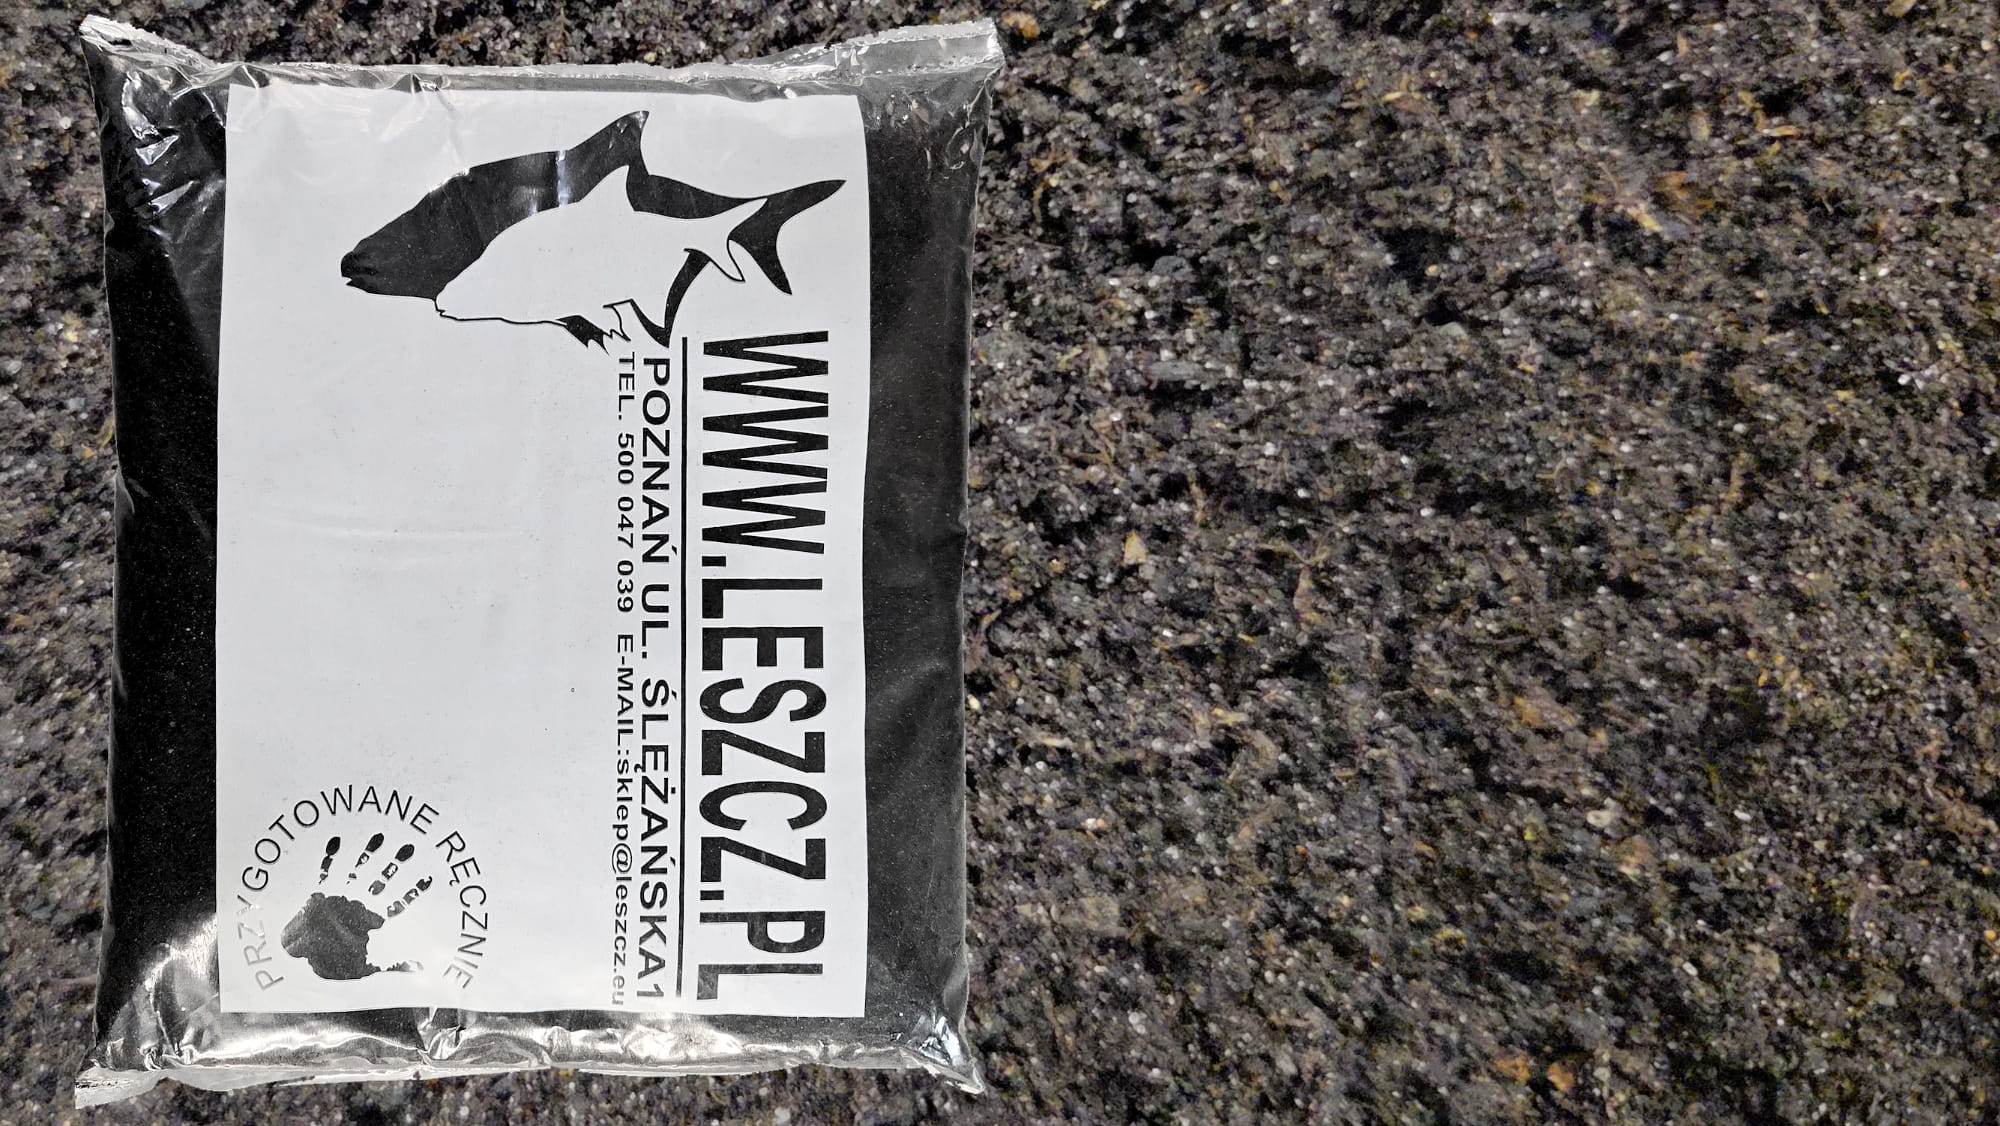 WWW.LESZCZ.PL
POZNAŃ UL. ŚLĘŻAŃSKA1
TEL. 500 047 039 E-MAIL:sklep@leszcz.eu
PRZYGOTOWANE RĘCZNIE